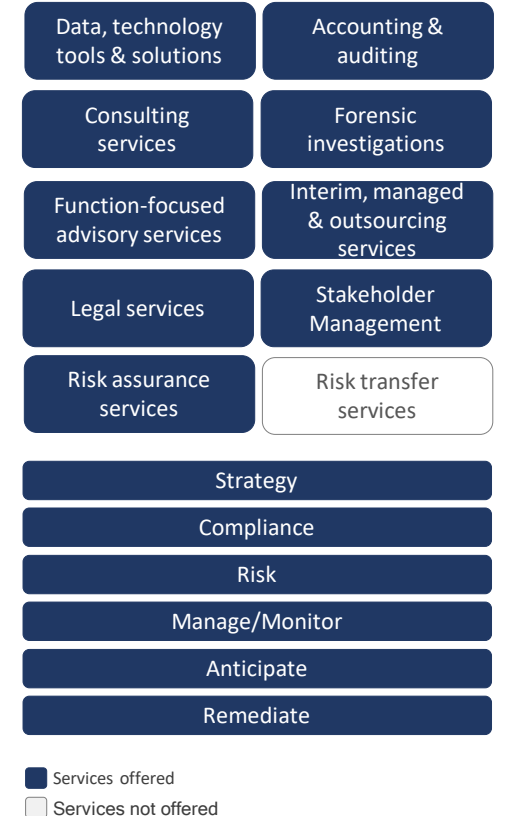 Data, technology
tools & solutions
Accounting &
auditing
Consulting
services
Forensic
investigations
Function-focused
advisory services
Interim, managed
& outsourcing
services
Legal services
Stakeholder
Management
Risk assurance
services
Risk transfer
services
Strategy
Compliance
Risk
Manage/Monitor
Anticipate
Remediate
Services offered
Services not offered